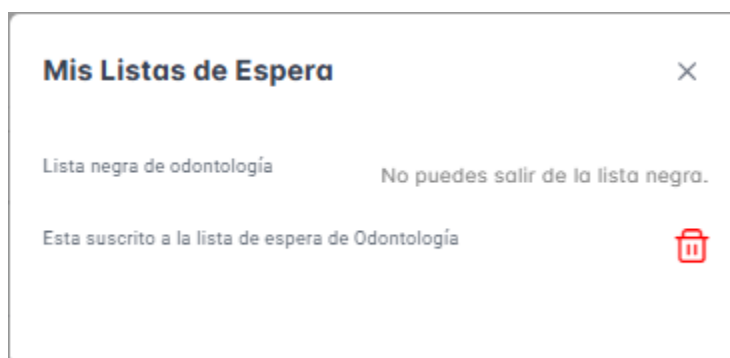 Mis Listas de Espera
Lista negra de odontología
No puedes salir de la lista negra.
Esta suscrito a la lista de espera de Odontología